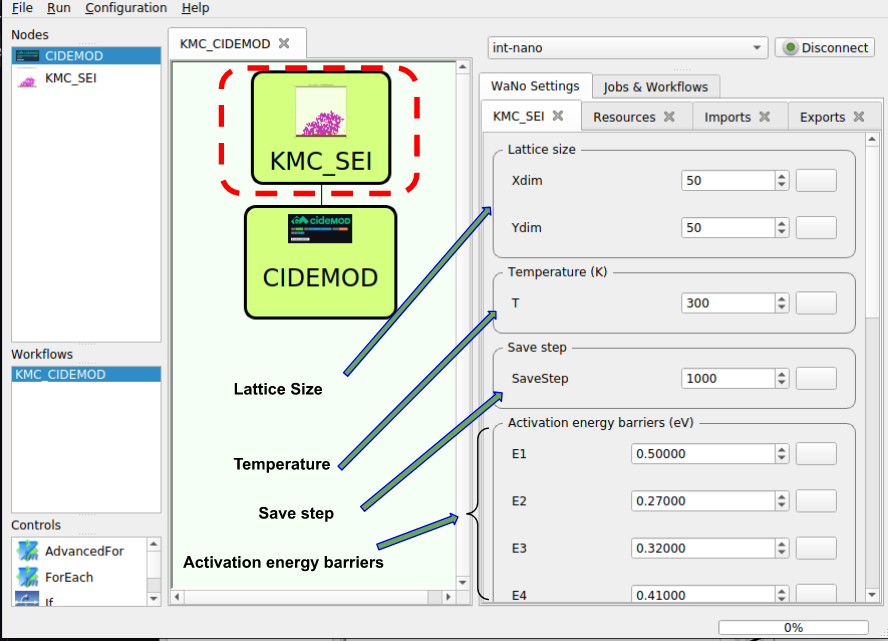 File Run Configuration Help
Nodes
CIDEMOD
KMC_SEI
Workflows
KMC_CIDEMOD
Controls
AdvancedFor
ForEach
If
KMC_CIDEMOD
KMC_SEI
cideMOD
CIDEMOD
Lattice Size
Temperature
Save step
Activation energy barriers
int-nano
Disconnect
WaNo Settings Jobs & Workflows
KMC_SEI Resources Imports Exports
Lattice size
Xdim 50
Ydim 50
Temperature (K)
T 300
Save step
SaveStep 1000
Activation energy barriers (eV)
E1 0.50000
E2 0.27000
E3 0.32000
E4 0.41000
0%